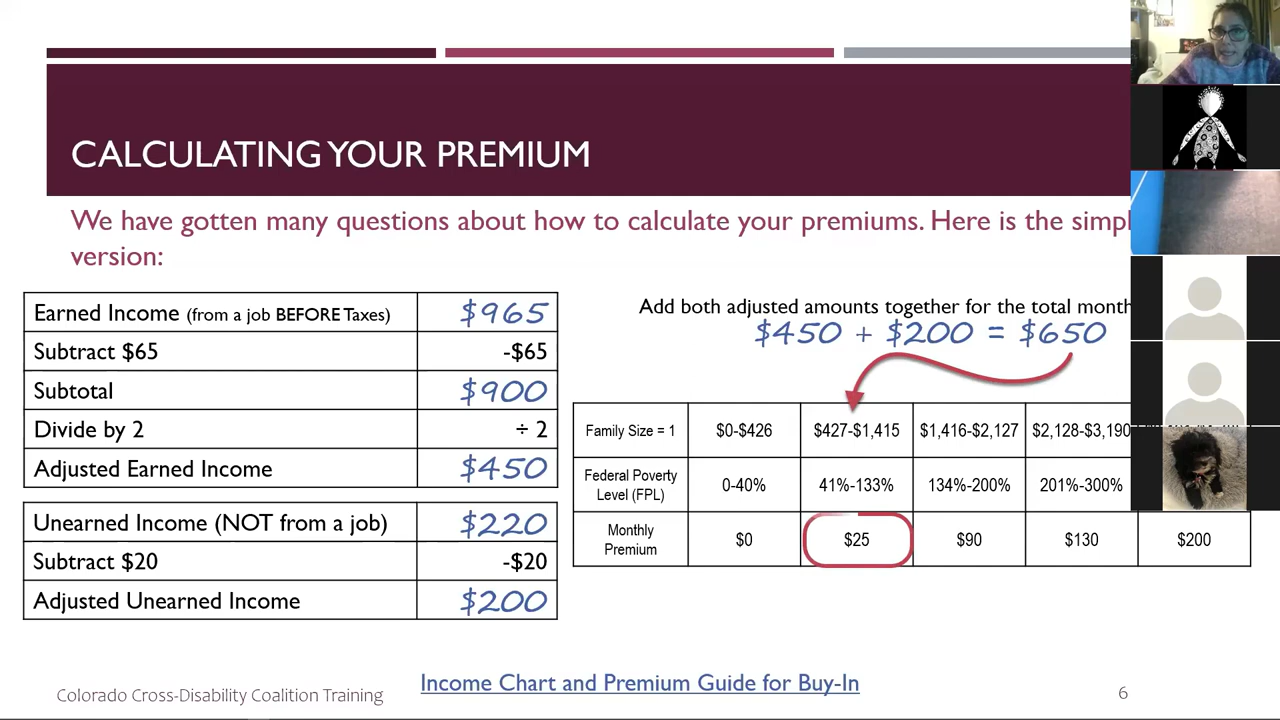 CALCULATING YOUR PREMIUM
We have gotten many questions about how to calculate your premiums. Here is the
version:
Earned Income (from a job BEFORE Taxes) $965
Subtract $65 -$65
Subtotal $900
Divide by 2 ÷ 2
Adjusted Earned Income $450
Unearned Income (NOT from a job) $220
Subtract $20 -$20
Adjusted Unearned Income $200
Add both adjusted amounts together for the total
$450 + $200 = $650
Family Size = 1 $0-$426 $427-$1,415 $1,416-$2,127 $2,128-$3,190
Federal Poverty
Level (FPL) 0-40% 41%-133% 134%-200% 201%-300%
Monthly
Premium $0 $25 $90 $130 $200
Income Chart and Premium Guide for Buy-In
Colorado Cross-Disability Coalition Training
6